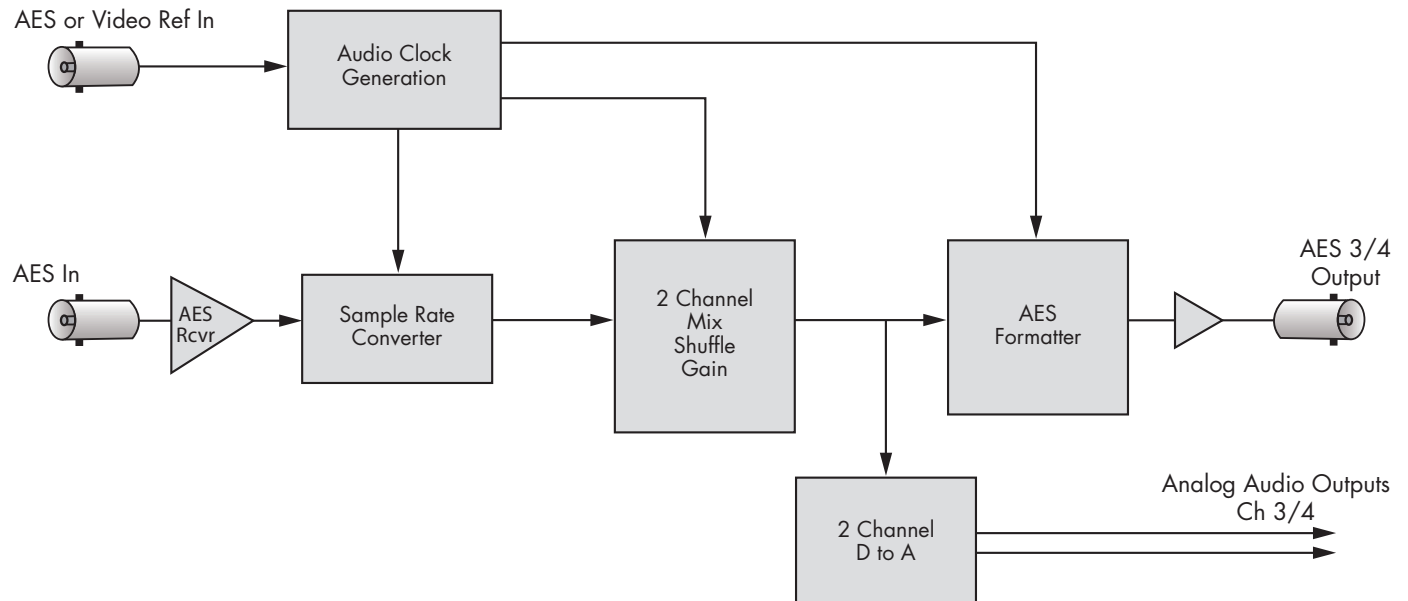 AES or Video Ref In
Audio Clock
Generation
AES In
AES
Rcvr
Sample Rate
Converter
2 Channel
Mix
Shuffle
Gain
AES
Formatter
AES 3/4
Output
2 Channel
D to A
Analog Audio Outputs
Ch 3/4